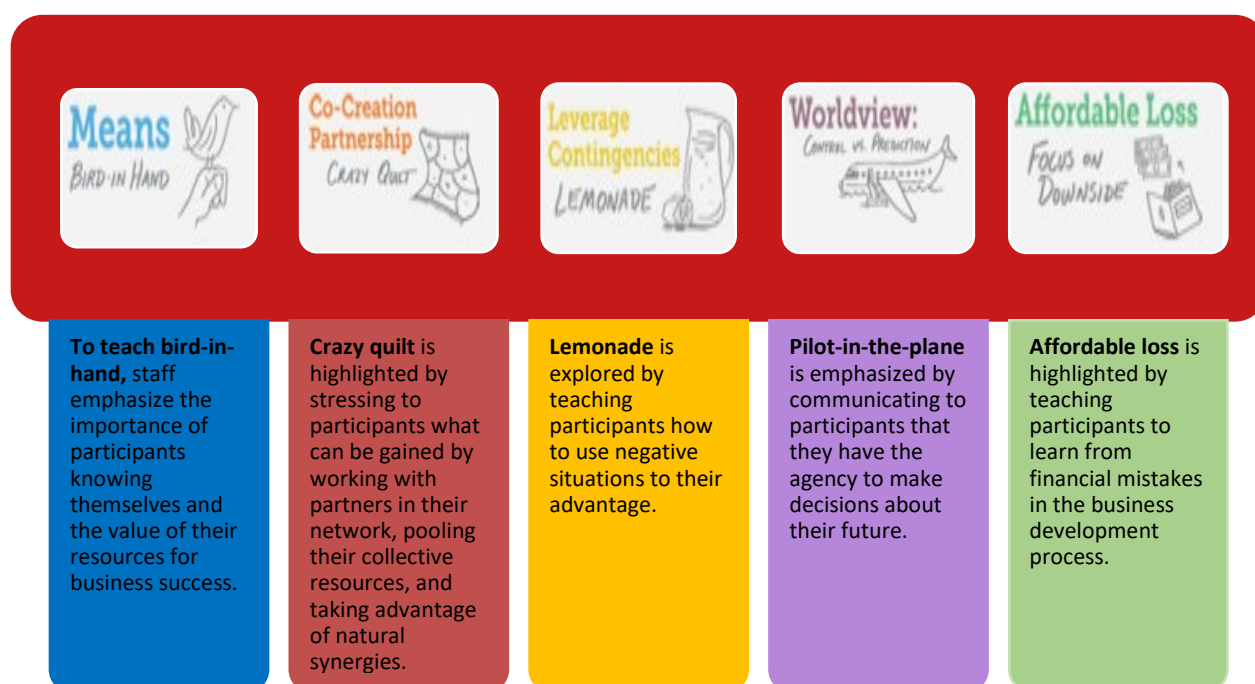 Means
BIRD-IN HAND
Co-Creation
Partnership
CRAZY QUILT
Leverage
Contingencies
LEMONADE
Worldview:
CONTROL VS. PREDICTION
Affordable Loss
FOCUS ON
DOWNSIDE
To teach bird-in-
hand, staff
emphasize the
importance of
participants
knowing
themselves and
the value of their
resources for
business success.
Crazy quilt is
highlighted by
stressing to
participants what
can be gained by
working with
partners in their
network, pooling
their collective
resources, and
taking advantage
of natural
synergies.
Lemonade is
explored by
teaching
participants how
to use negative
situations to their
advantage.
Pilot-in-the-plane
is emphasized by
communicating to
participants that
they have the
agency to make
decisions about
their future.
Affordable loss is
highlighted by
teaching
participants to
learn from
financial mistakes
in the business
development
process.